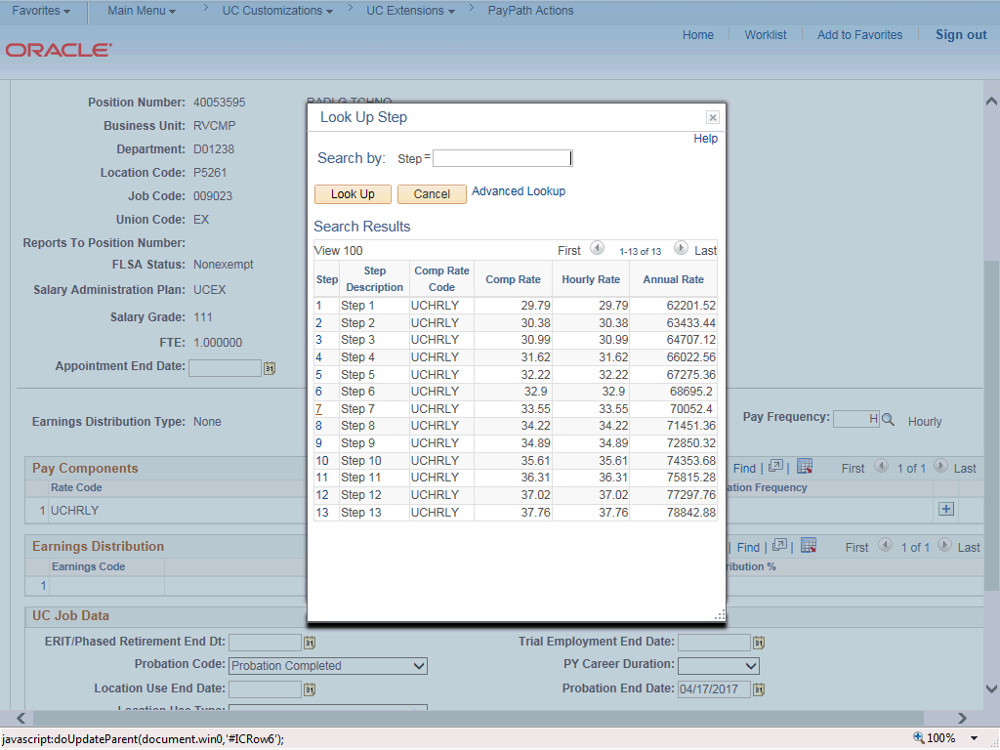 Favorites Main Menu > UC Customizations > UC Extensions > PayPath Actions
Home Worklist Add to Favorites Sign out
ORACLE
Position Number: 40053595
Business Unit: RVCMP
Department: D01238
Location Code: P5261
Job Code: 009023
Union Code: EX
Reports To Position Number:
FLSA Status: Nonexempt
Salary Administration Plan: UCEX
Salary Grade: 111
FTE: 1.000000
Appointment End Date:
Earnings Distribution Type: None
Pay Frequency: H Hourly
Look Up Step
Help
Search by: Step =
Look Up Cancel Advanced Lookup
Search Results
View 100 First 1-13 of 13 Last
Step Step Description Comp Rate Code Comp Rate Hourly Rate Annual Rate
1 Step 1 UCHRLY 29.79 29.79 62201.52
2 Step 2 UCHRLY 30.38 30.38 63433.44
3 Step 3 UCHRLY 30.99 30.99 64707.12
4 Step 4 UCHRLY 31.62 31.62 66022.56
5 Step 5 UCHRLY 32.22 32.22 67275.36
6 Step 6 UCHRLY 32.9 32.9 68695.2
7 Step 7 UCHRLY 33.55 33.55 70052.4
8 Step 8 UCHRLY 34.22 34.22 71451.36
9 Step 9 UCHRLY 34.89 34.89 72850.32
10 Step 10 UCHRLY 35.61 35.61 74353.68
11 Step 11 UCHRLY 36.31 36.31 75815.28
12 Step 12 UCHRLY 37.02 37.02 77297.76
13 Step 13 UCHRLY 37.76 37.76 78842.88
Pay Components Find | | First 1 of 1 Last
Rate Code ation Frequency
1 UCHRLY
Earnings Distribution | Find | | First 1 of 1 Last
Earnings Code ribution %
1
UC Job Data
ERIT/Phased Retirement End Dt: Trial Employment End Date:
Probation Code: Probation Completed PY Career Duration:
Location Use End Date: Probation End Date: 04/17/2017
Location Use Type:
javascript:doUpdateParent(document.win0,'#ICRow6'); 100%